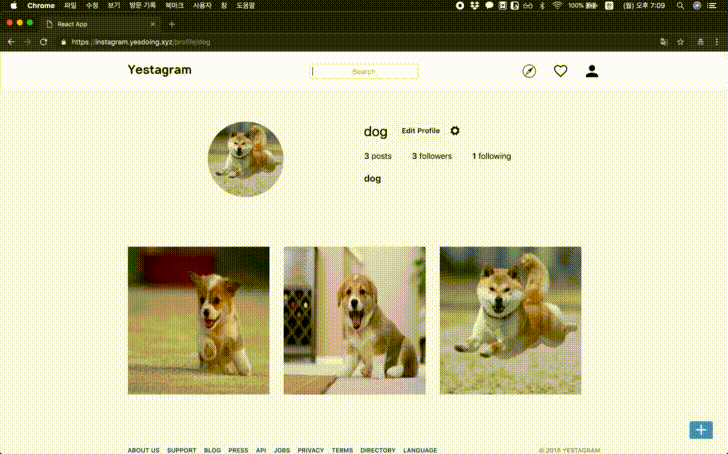 Chrome 파일 수정 보기 방문 기록 북마크 사용자 창 도움말 100% (월) 오후 7:09
React App
https://instagram.yesdoing.xyz/profile/dog
Yestagram
Search
dog Edit Profile
3 posts 3 followers 1 following
dog
ABOUT US SUPPORT BLOG PRESS API JOBS PRIVACY TERMS DIRECTORY LANGUAGE © 2018 YESTAGRAM